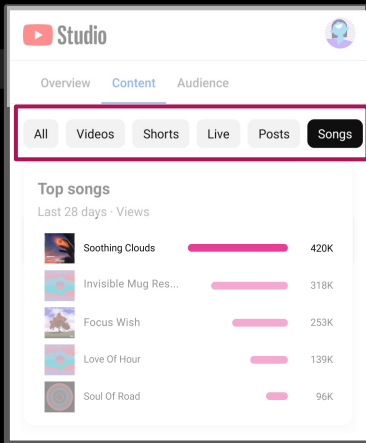 Studio
Overview Content Audience
All Videos Shorts Live Posts Songs
Top songs
Last 28 days · Views
Soothing Clouds 420K
Invisible Mug Res... 318K
Focus Wish 253K
Love Of Hour 139K
Soul Of Road 96K